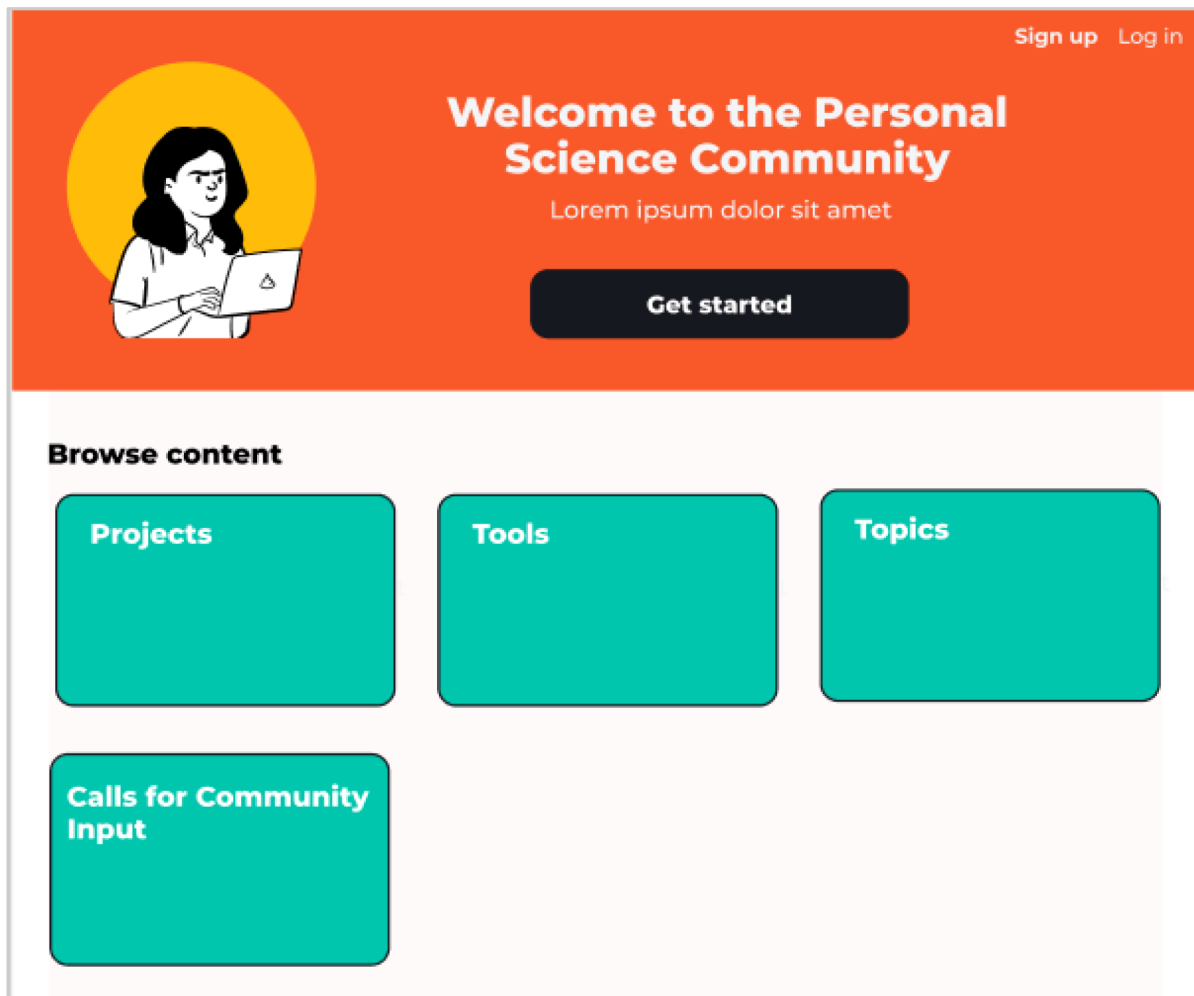 Sign up Log in
Welcome to the Personal
Science Community
Lorem ipsum dolor sit amet
Get started
Browse content
Projects
Tools
Topics
Calls for Community
Input